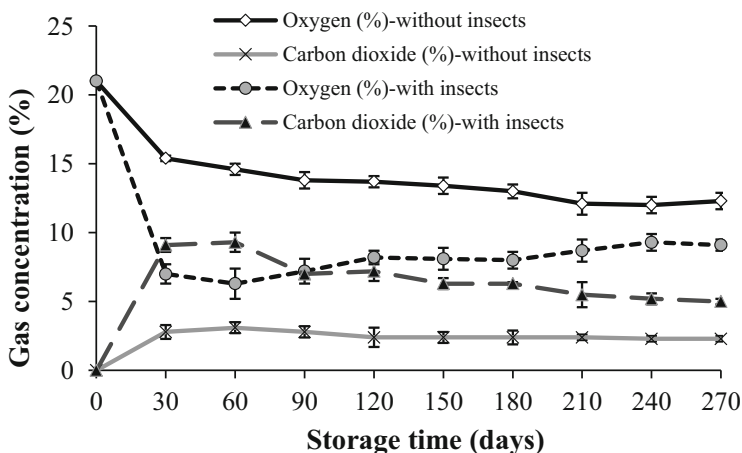 Oxygen (%)-without insects
Carbon dioxide (%)-without insects
Oxygen (%)-with insects
Carbon dioxide (%)-with insects
Gas concentration (%)
25
20
15
10
5
0
0 30 60 90 120 150 180 210 240 270
Storage time (days)